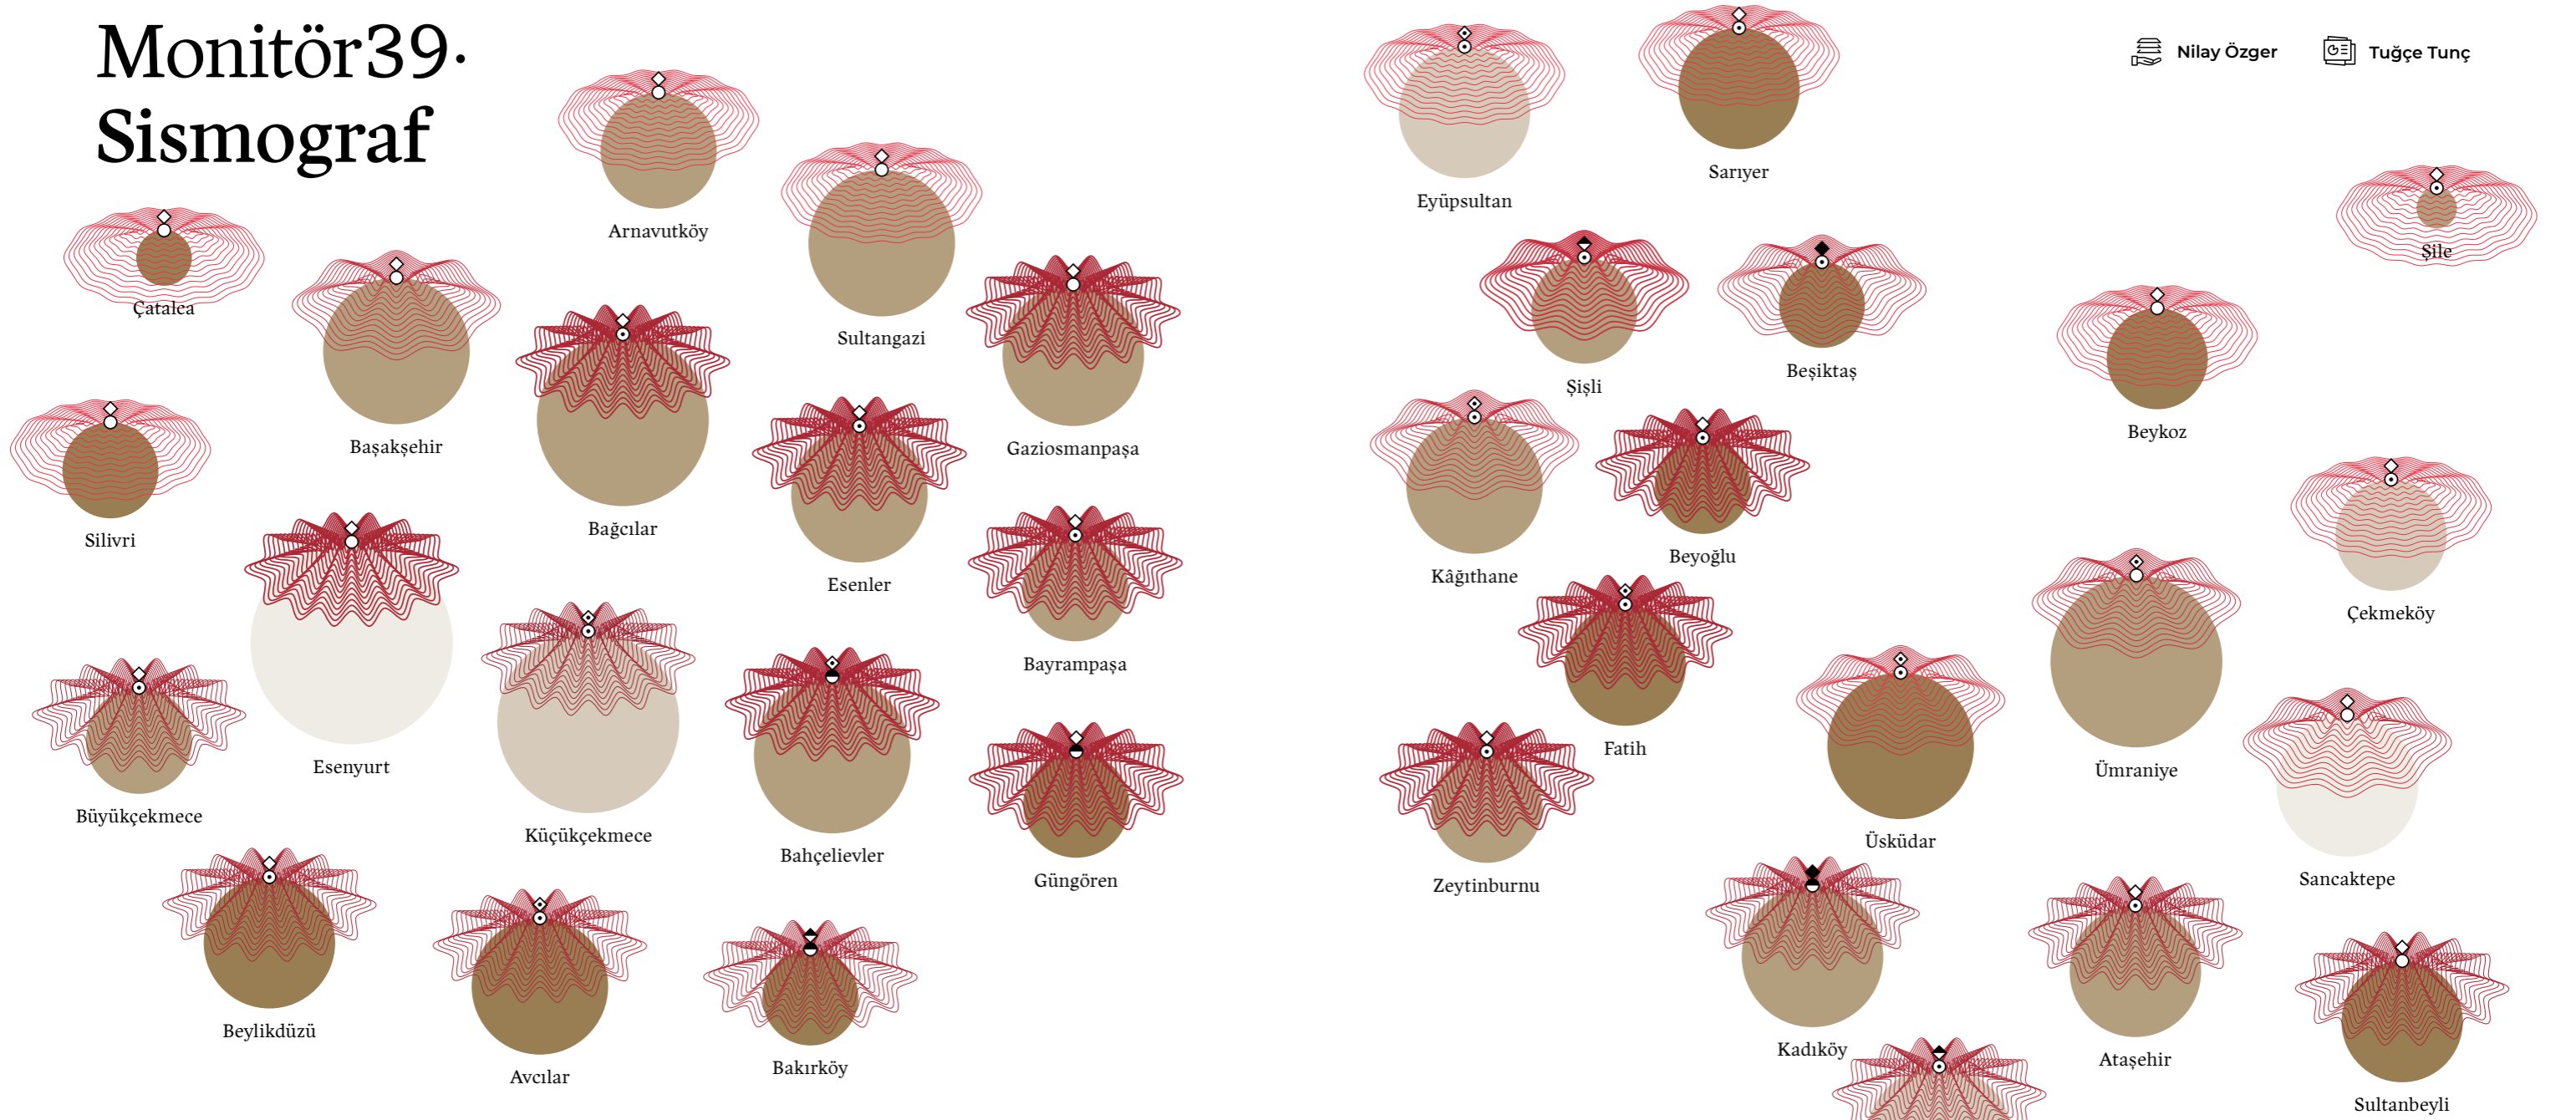 Monitör39·
Sismograf
Nilay Özger
Tuğçe Tunç
Eyüpsultan
Sarıyer
Arnavutköy
Şile
Çatalca
Sultangazi
Başakşehir
Şişli
Beşiktaş
Gaziosmanpaşa
Beykoz
Silivri
Bağcılar
Esenler
Kâğıthane
Beyoğlu
Çekmeköy
Bayrampaşa
Esenyurt
Fatih
Ümraniye
Büyükçekmece
Küçükçekmece
Bahçelievler
Üsküdar
Güngören
Zeytinburnu
Sancaktepe
Beylikdüzü
Avcılar
Bakırköy
Kadıköy
Ataşehir
Sultanbeyli